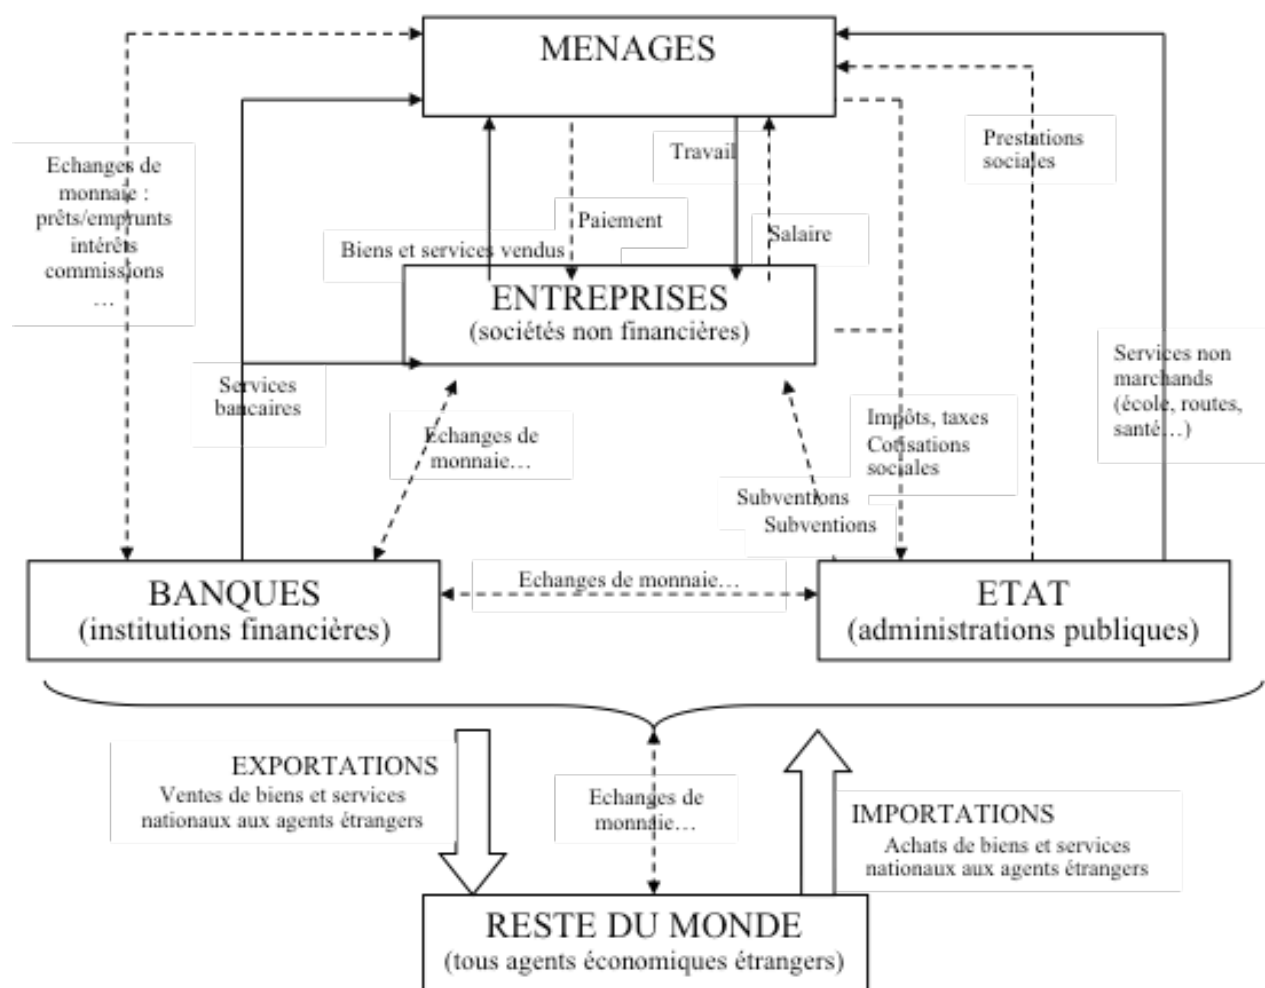 MENAGES
Echanges de
monnaie :
prêts/emprunts
intérêts
commissions
…
Travail
Prestations
sociales
Paiement
Salaire
Biens et services vendus
ENTREPRISES
(sociétés non financières)
Services
bancaires
Echanges de
monnaie…
Impôts, taxes
Cotisations
sociales
Services non
marchands
(école, routes,
santé…)
Subventions
Subventions
BANQUES
(institutions financières)
Echanges de monnaie…
ETAT
(administrations publiques)
EXPORTATIONS
Ventes de biens et services
nationaux aux agents étrangers
Echanges de
monnaie…
IMPORTATIONS
Achats de biens et services
nationaux aux agents étrangers
RESTE DU MONDE
(tous agents économiques étrangers)